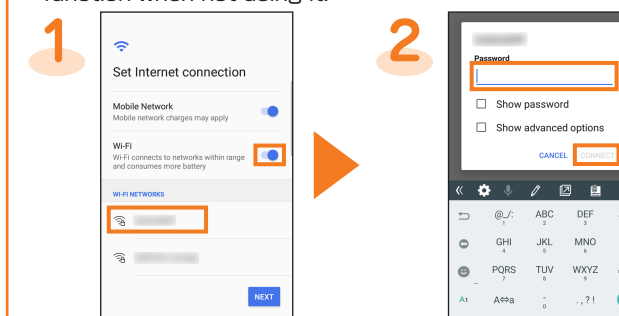 function when not using it.
1
Set Internet connection
Mobile Network
Mobile network charges may apply
Wi-Fi
Wi-Fi connects to networks within range
and consumes more battery
WI-FI NETWORKS
NEXT
2
Password
Show password
Show advanced options
CANCEL CONNECT
@_/: ABC DEF
1 2 3
GHI JKL MNO
4 5 6
PQRS TUV WXYZ
7 8 9
A⇔a - . , ? !
0